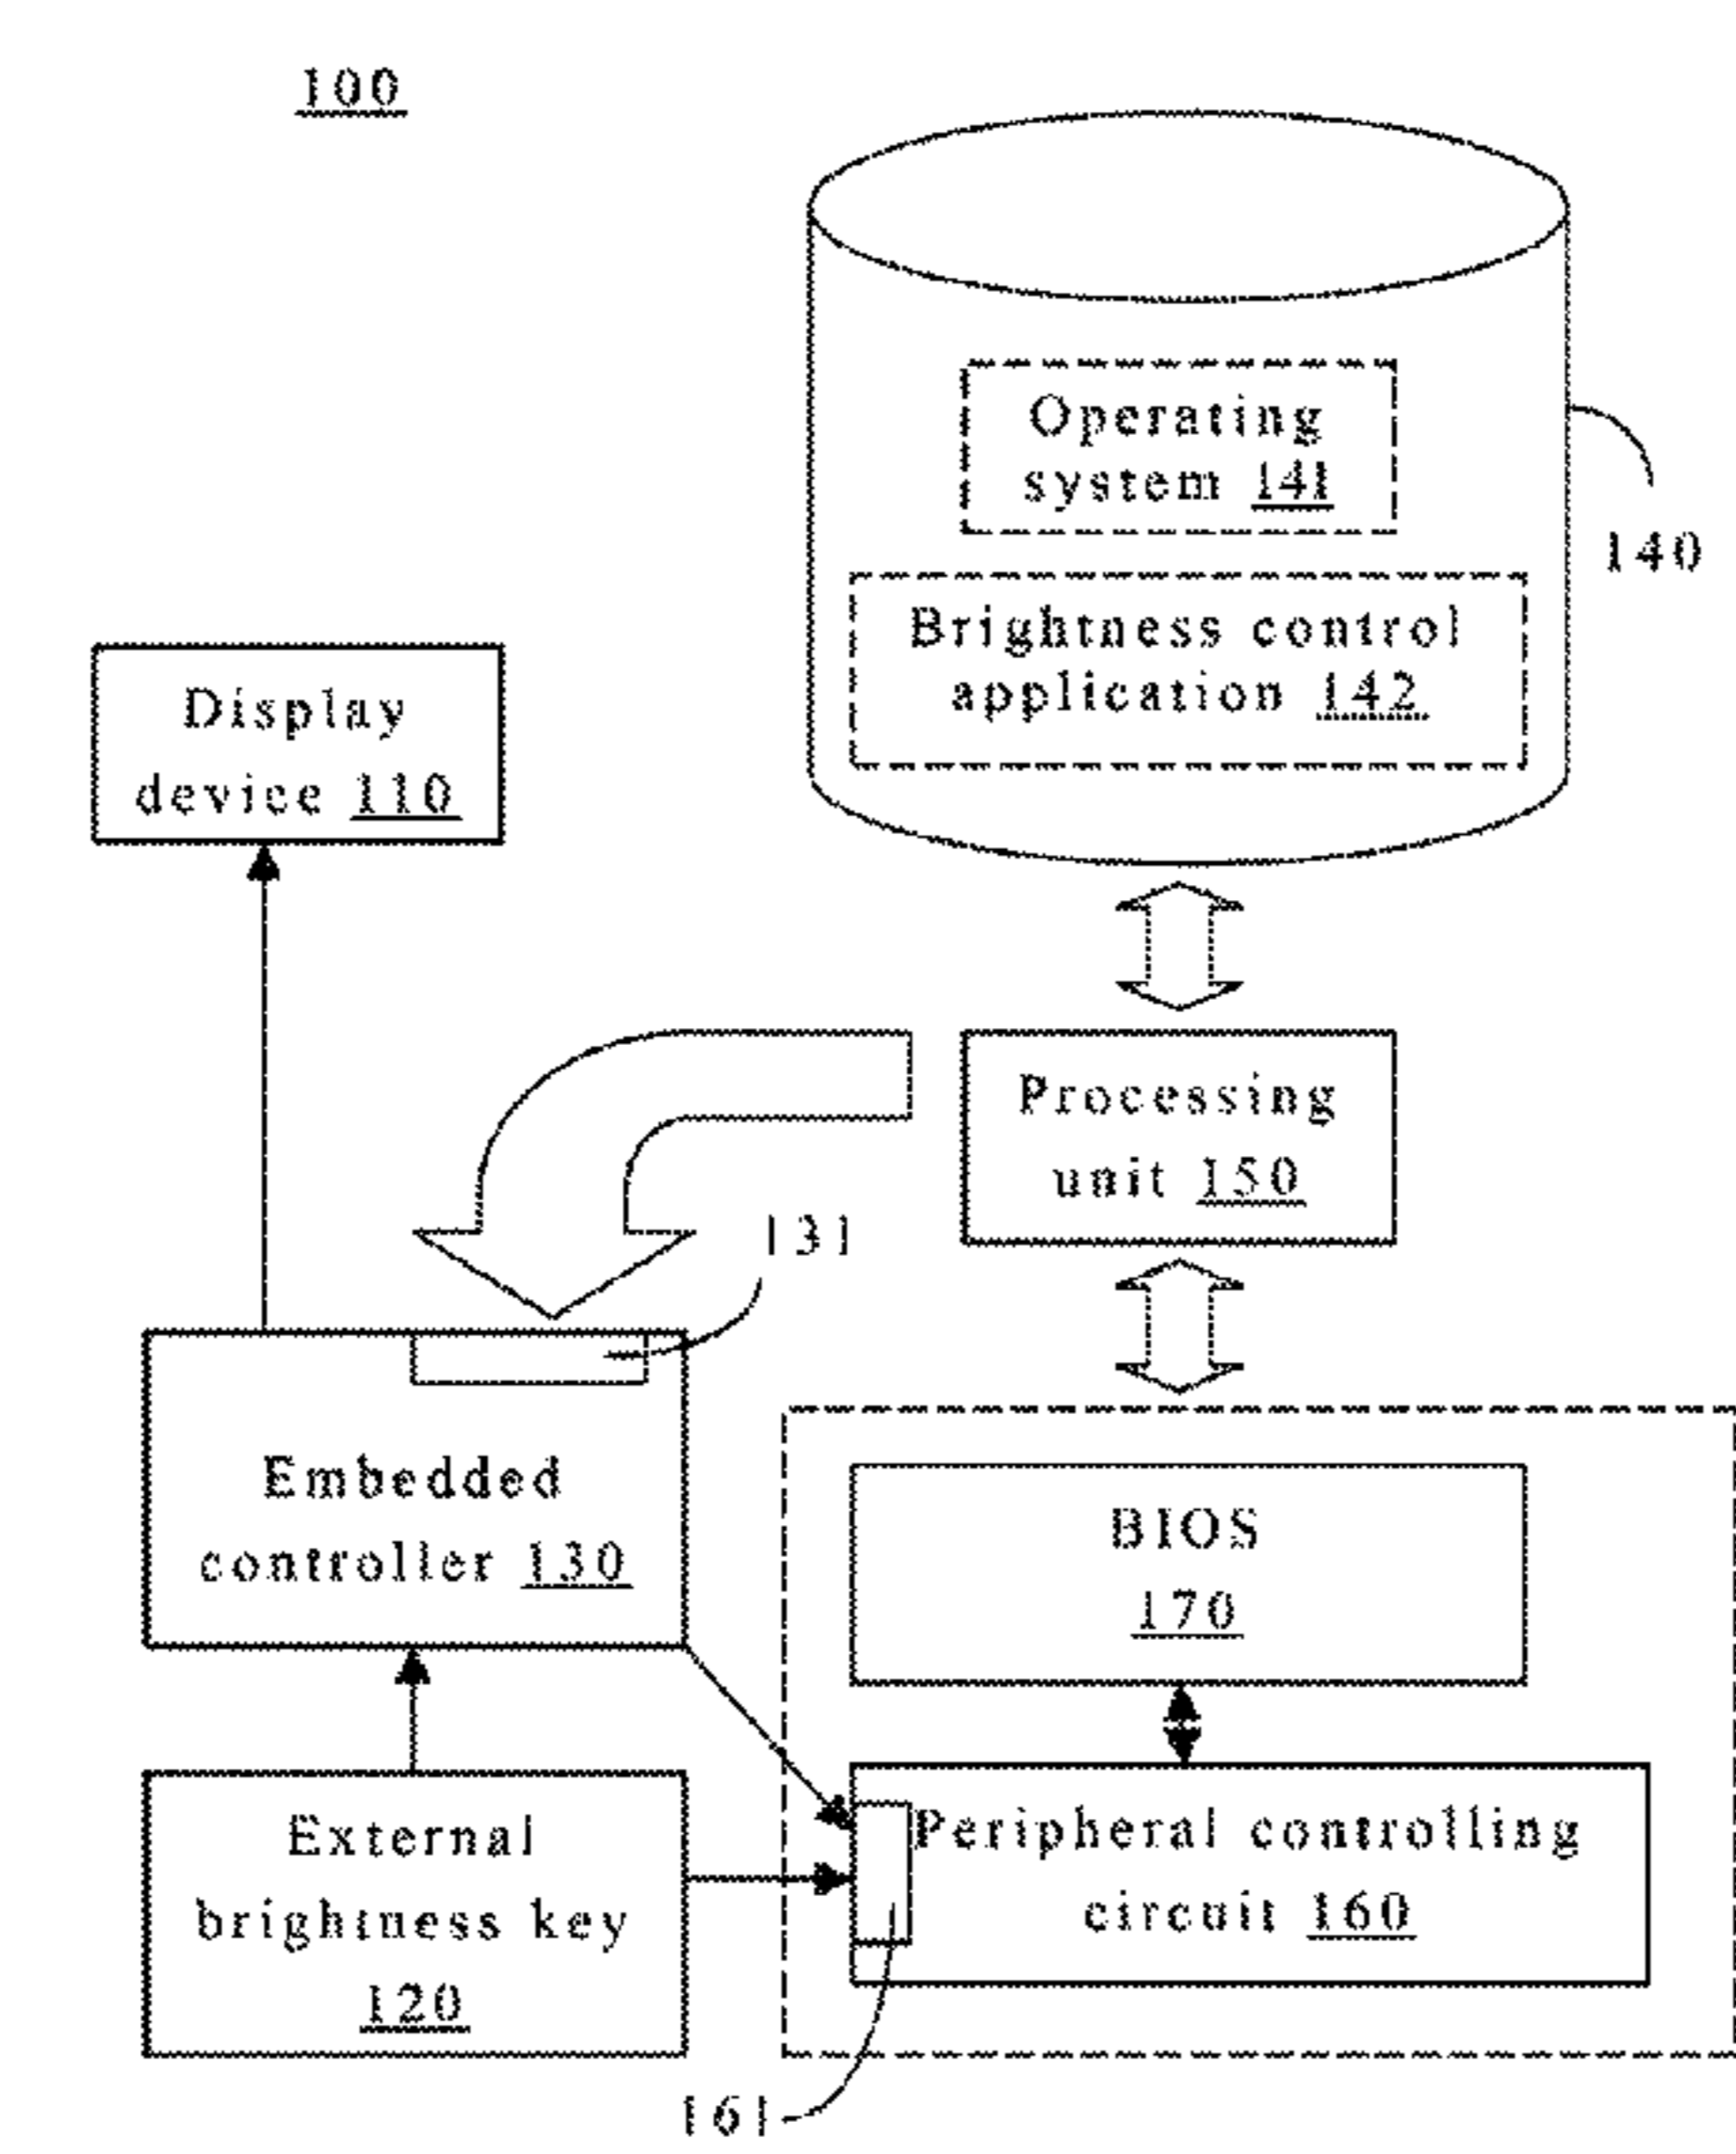 100
Operating
system 141
140
Brightness control
application 142
Display
device 110
Processing
unit 150
131
Embedded
controller 130
BIOS
170
External
brightness key
120
Peripheral controlling
circuit 160
161